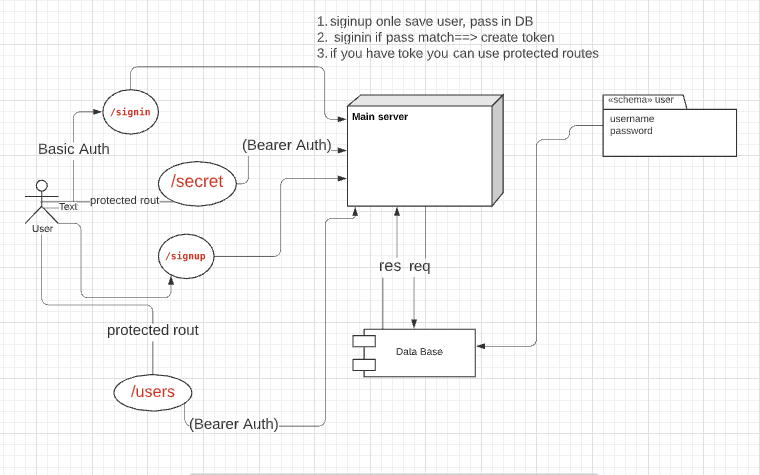 1. siginup onle save user, pass in DB
2. siginin if pass match==> create token
3. if you have toke you can use protected routes
/signin
Main server
«schema» user
username
password
Basic Auth
(Bearer Auth)
/secret
protected rout
Text
User
/signup
res
req
protected rout
Data Base
/users
(Bearer Auth)